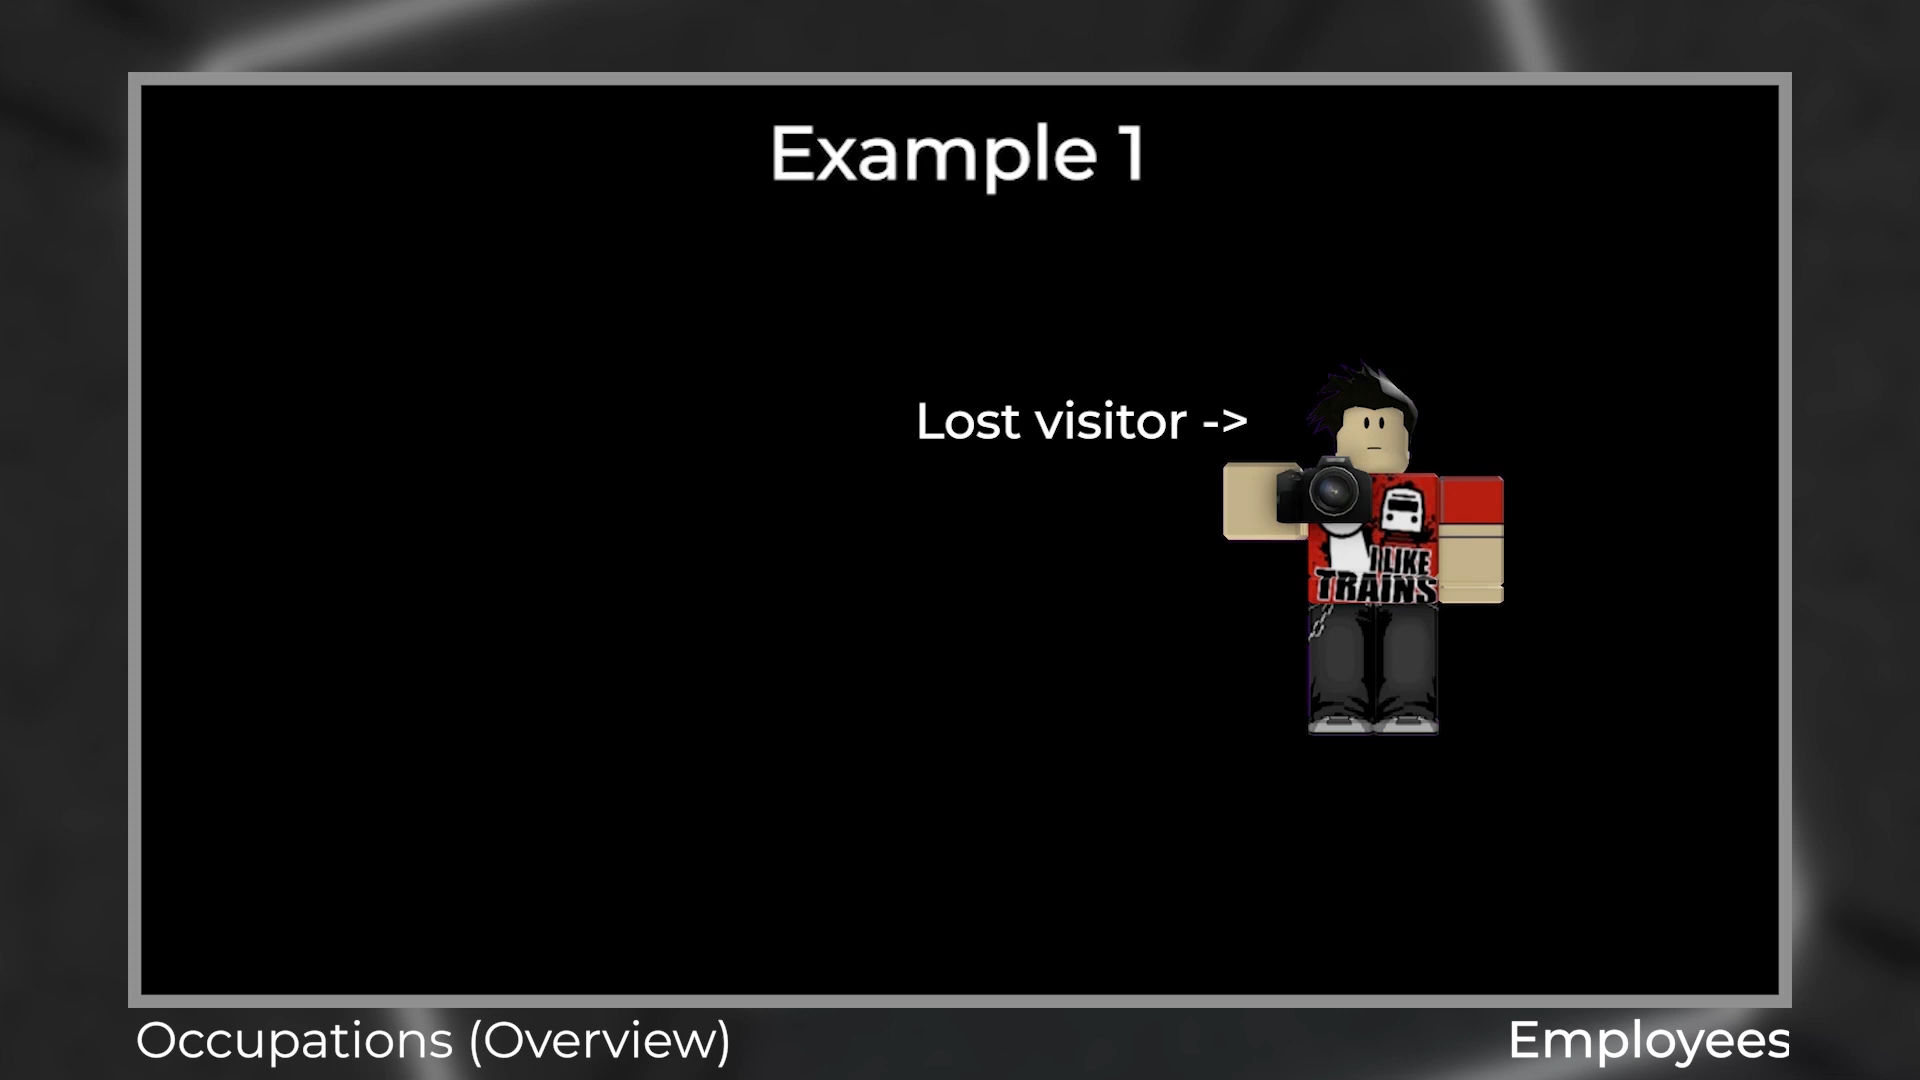 Example 1
Lost visitor ->
I LIKE
TRAINS
Occupations (Overview)
Employees